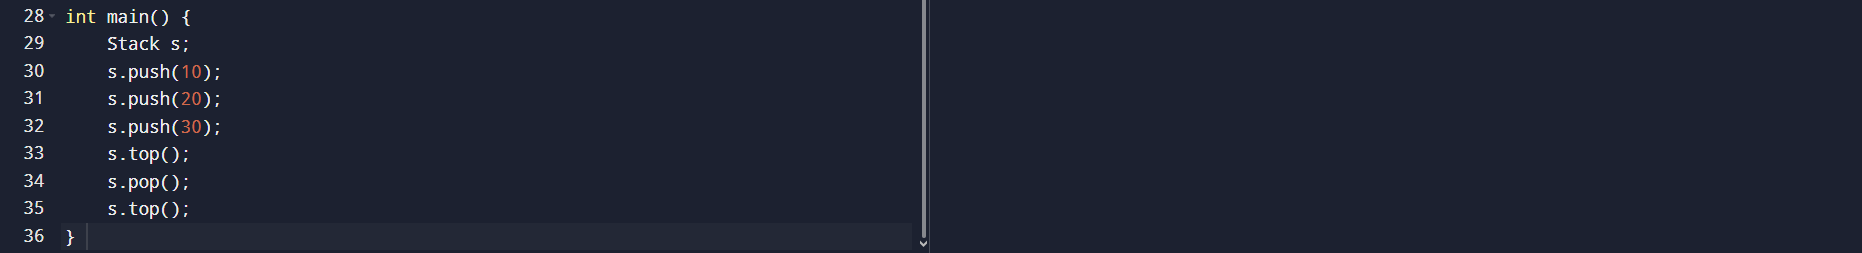 28 int main() {
29     Stack s;
30     s.push(10);
31     s.push(20);
32     s.push(30);
33     s.top();
34     s.pop();
35     s.top();
36 }